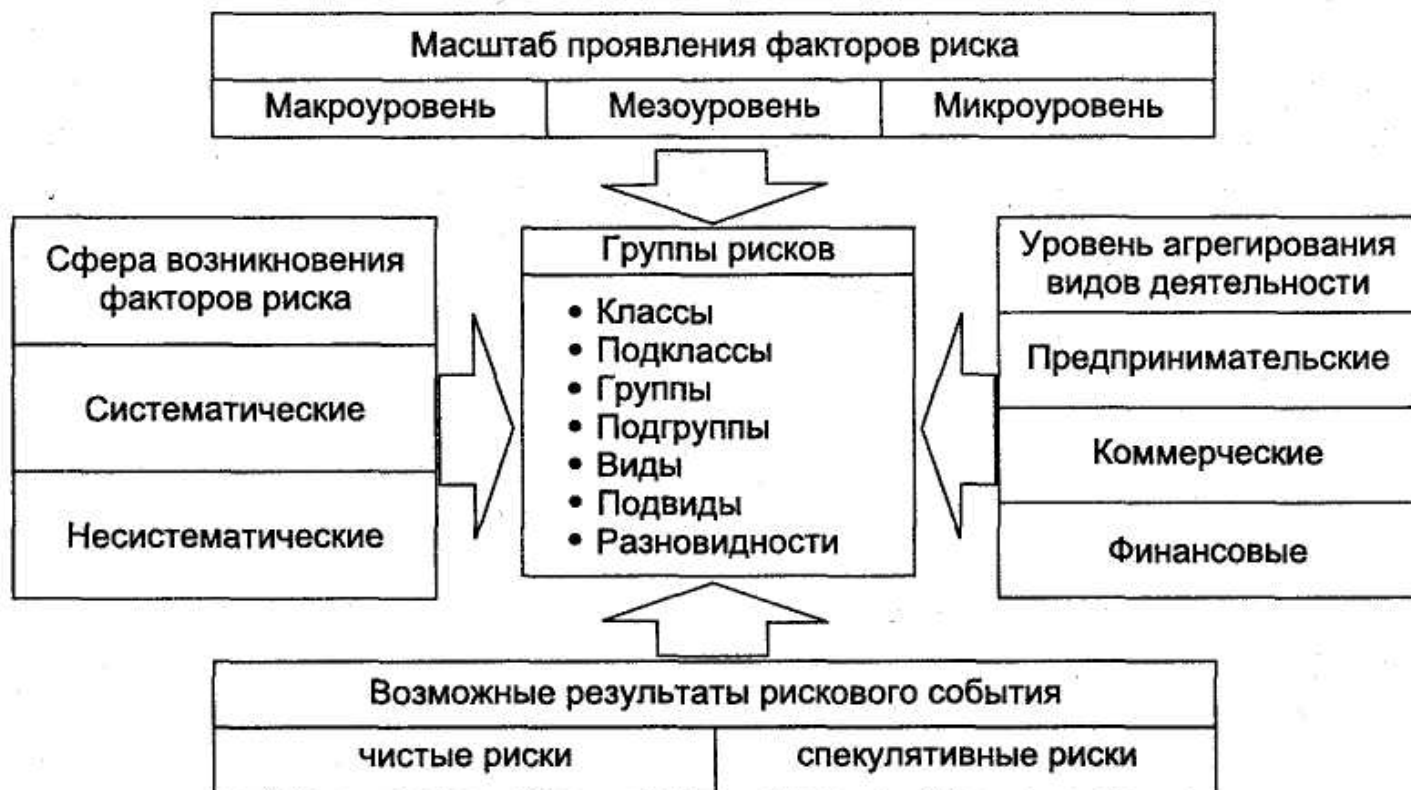 Масштаб проявления факторов риска
Макроуровень
Мезоуровень
Микроуровень
Сфера возникновения
факторов риска
Систематические
Несистематические
Группы рисков
• Классы
• Подклассы
• Группы
• Подгруппы
• Виды
• Подвиды
• Разновидности
Уровень агрегирования
видов деятельности
Предпринимательские
Коммерческие
Финансовые
Возможные результаты рискового события
чистые риски
спекулятивные риски